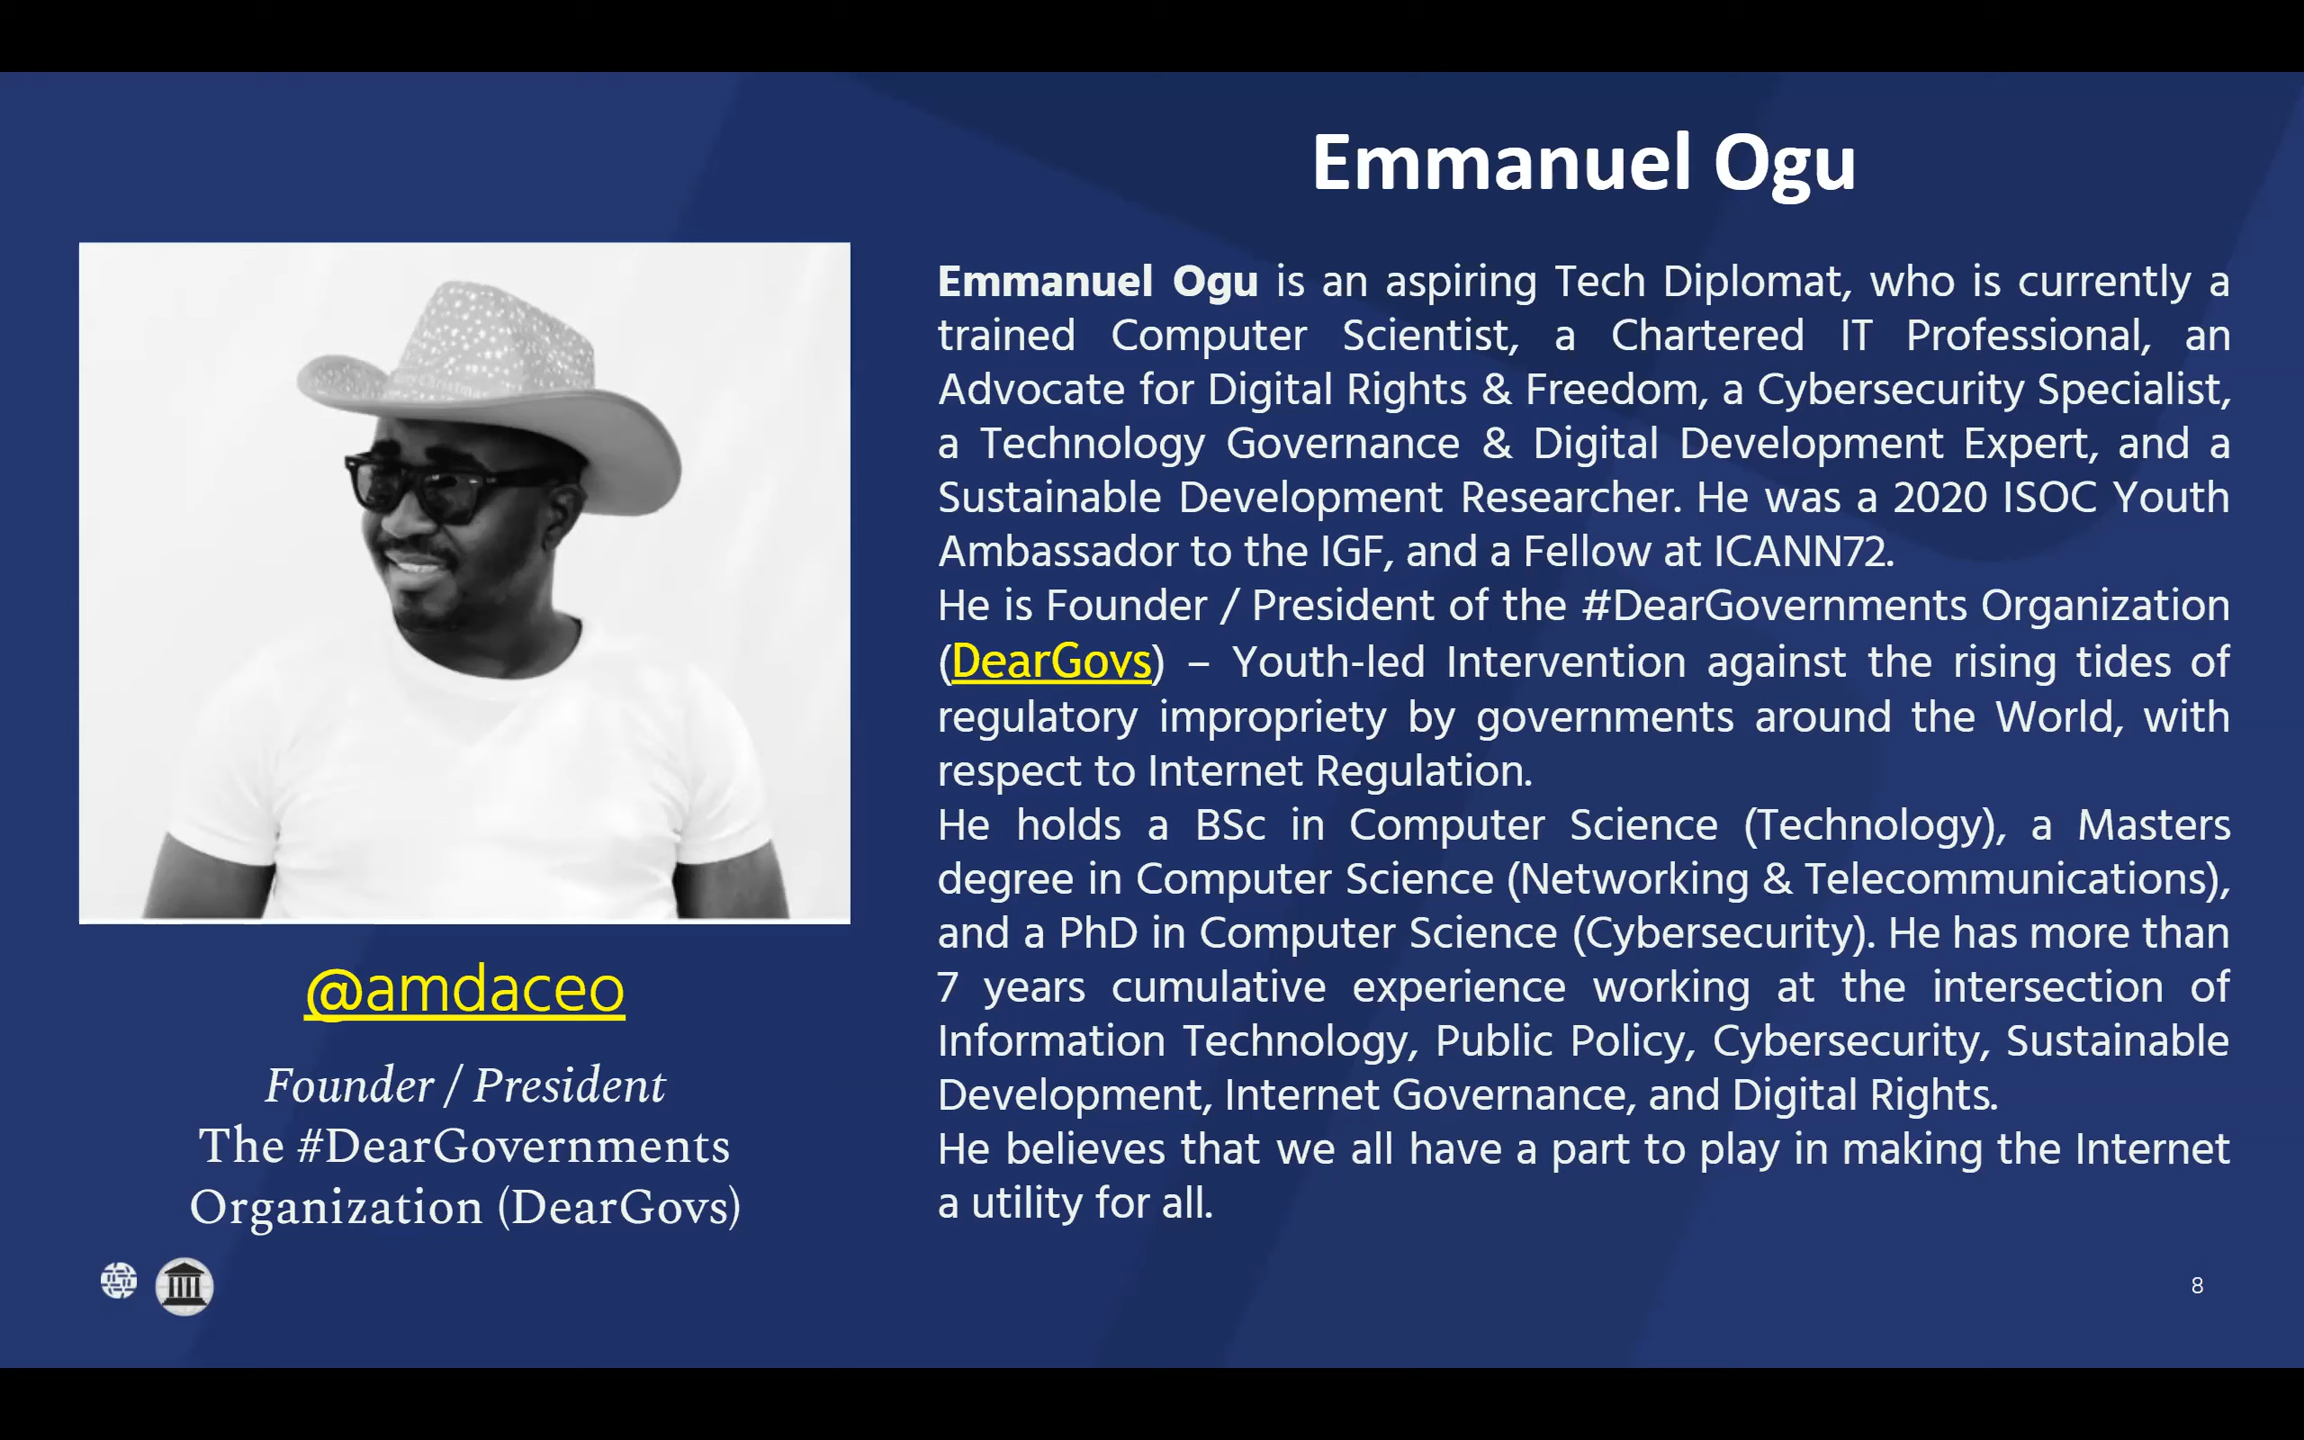 Emmanuel Ogu
Emmanuel Ogu is an aspiring Tech Diplomat, who is currently a
trained Computer Scientist, a Chartered IT Professional, an
Advocate for Digital Rights & Freedom, a Cybersecurity Specialist,
a Technology Governance & Digital Development Expert, and a
Sustainable Development Researcher. He was a 2020 ISOC Youth
Ambassador to the IGF, and a Fellow at ICANN72.
He is Founder / President of the #DearGovernments Organization
(DearGovs) – Youth-led Intervention against the rising tides of
regulatory impropriety by governments around the World, with
respect to Internet Regulation.
He holds a BSc in Computer Science (Technology), a Masters
degree in Computer Science (Networking & Telecommunications),
and a PhD in Computer Science (Cybersecurity). He has more than
7 years cumulative experience working at the intersection of
Information Technology, Public Policy, Cybersecurity, Sustainable
Development, Internet Governance, and Digital Rights.
He believes that we all have a part to play in making the Internet
a utility for all.
@amdaceo
Founder / President
The #DearGovernments
Organization (DearGovs)
8